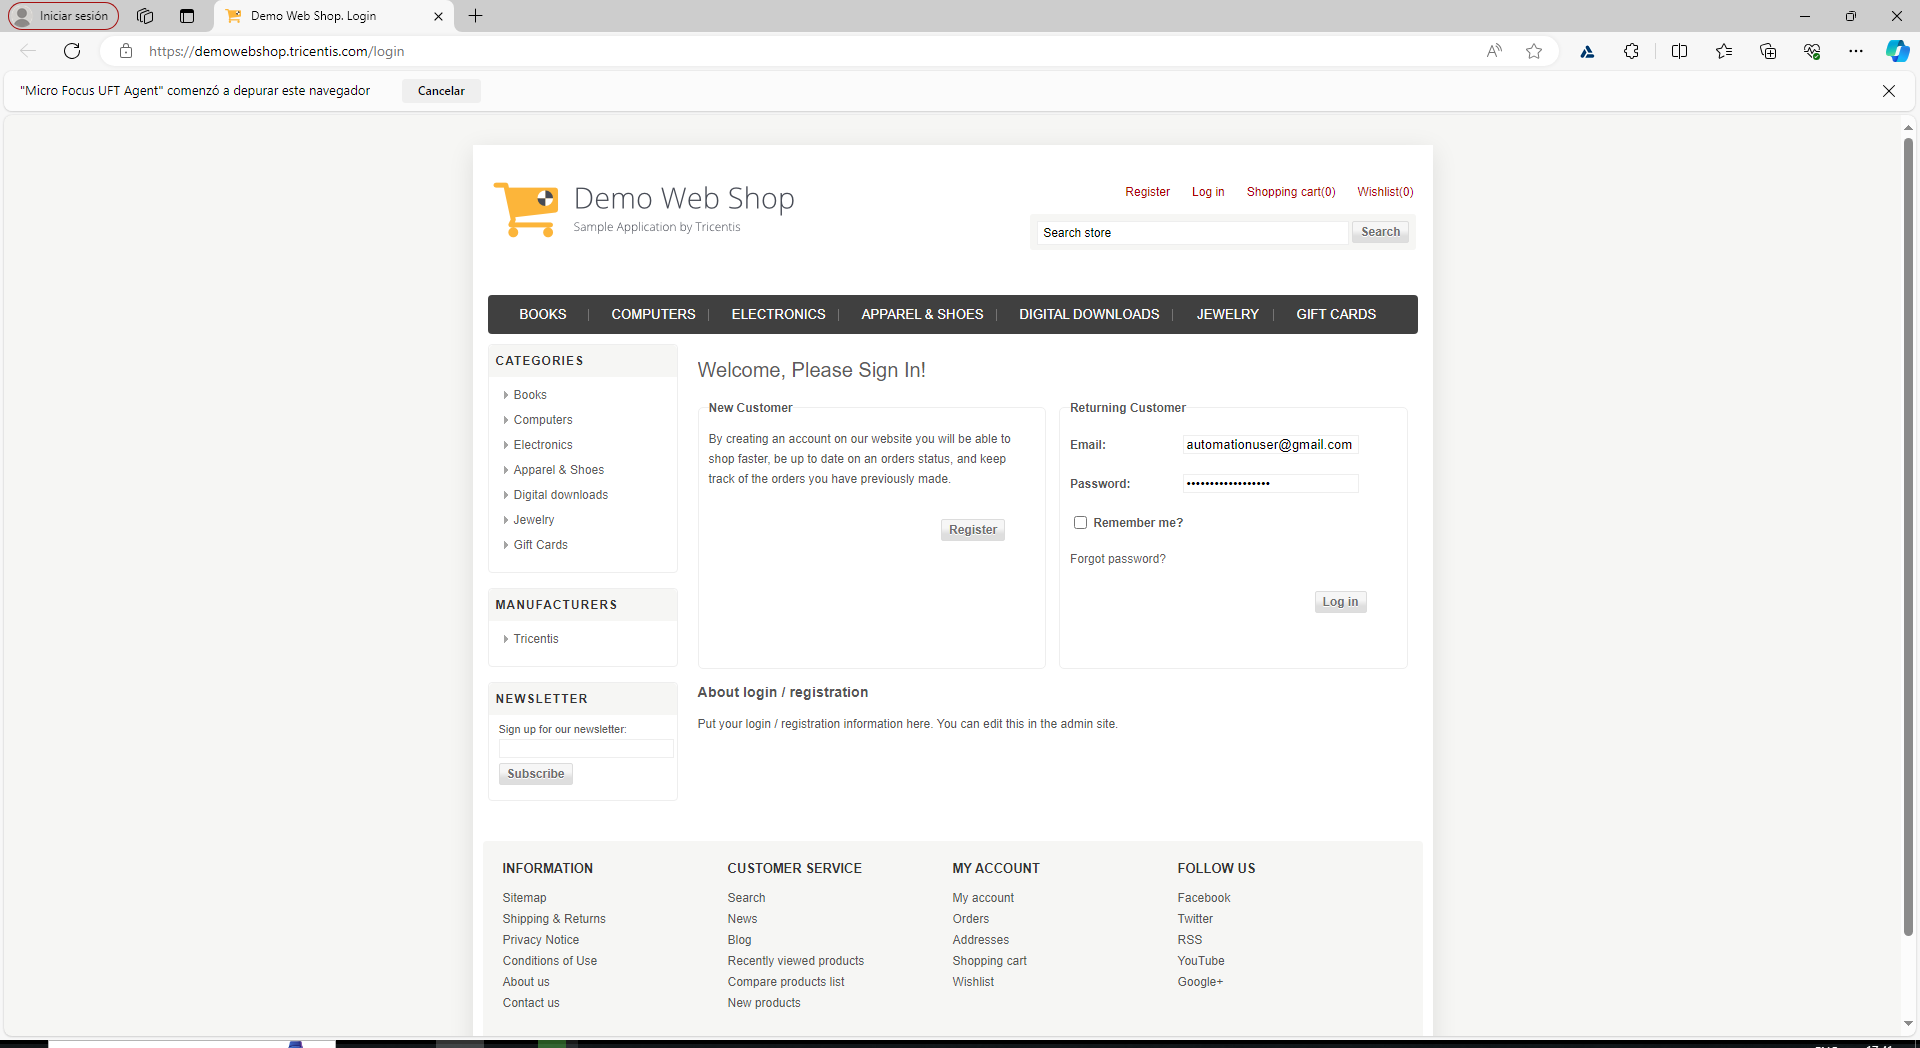 Iniciar sesión
Demo Web Shop. Login
https://demowebshop.tricentis.com/login
"Micro Focus UFT Agent" comenzó a depurar este navegador
Cancelar
Demo Web Shop
Sample Application by Tricentis
Register
Log in
Shopping cart(0)
Wishlist(0)
Search store
Search
BOOKS
COMPUTERS
ELECTRONICS
APPAREL & SHOES
DIGITAL DOWNLOADS
JEWELRY
GIFT CARDS
CATEGORIES
Books
Computers
Electronics
Apparel & Shoes
Digital downloads
Jewelry
Gift Cards
MANUFACTURERS
Tricentis
NEWSLETTER
Sign up for our newsletter:
Subscribe
Welcome, Please Sign In!
New Customer
By creating an account on our website you will be able to
shop faster, be up to date on an orders status, and keep
track of the orders you have previously made.
Register
Returning Customer
Email:
automationuser@gmail.com
Password:
Remember me?
Forgot password?
Log in
About login / registration
Put your login / registration information here. You can edit this in the admin site.
INFORMATION
Sitemap
Shipping & Returns
Privacy Notice
Conditions of Use
About us
Contact us
CUSTOMER SERVICE
Search
News
Blog
Recently viewed products
Compare products list
New products
MY ACCOUNT
My account
Orders
Addresses
Shopping cart
Wishlist
FOLLOW US
Facebook
Twitter
RSS
YouTube
Google+